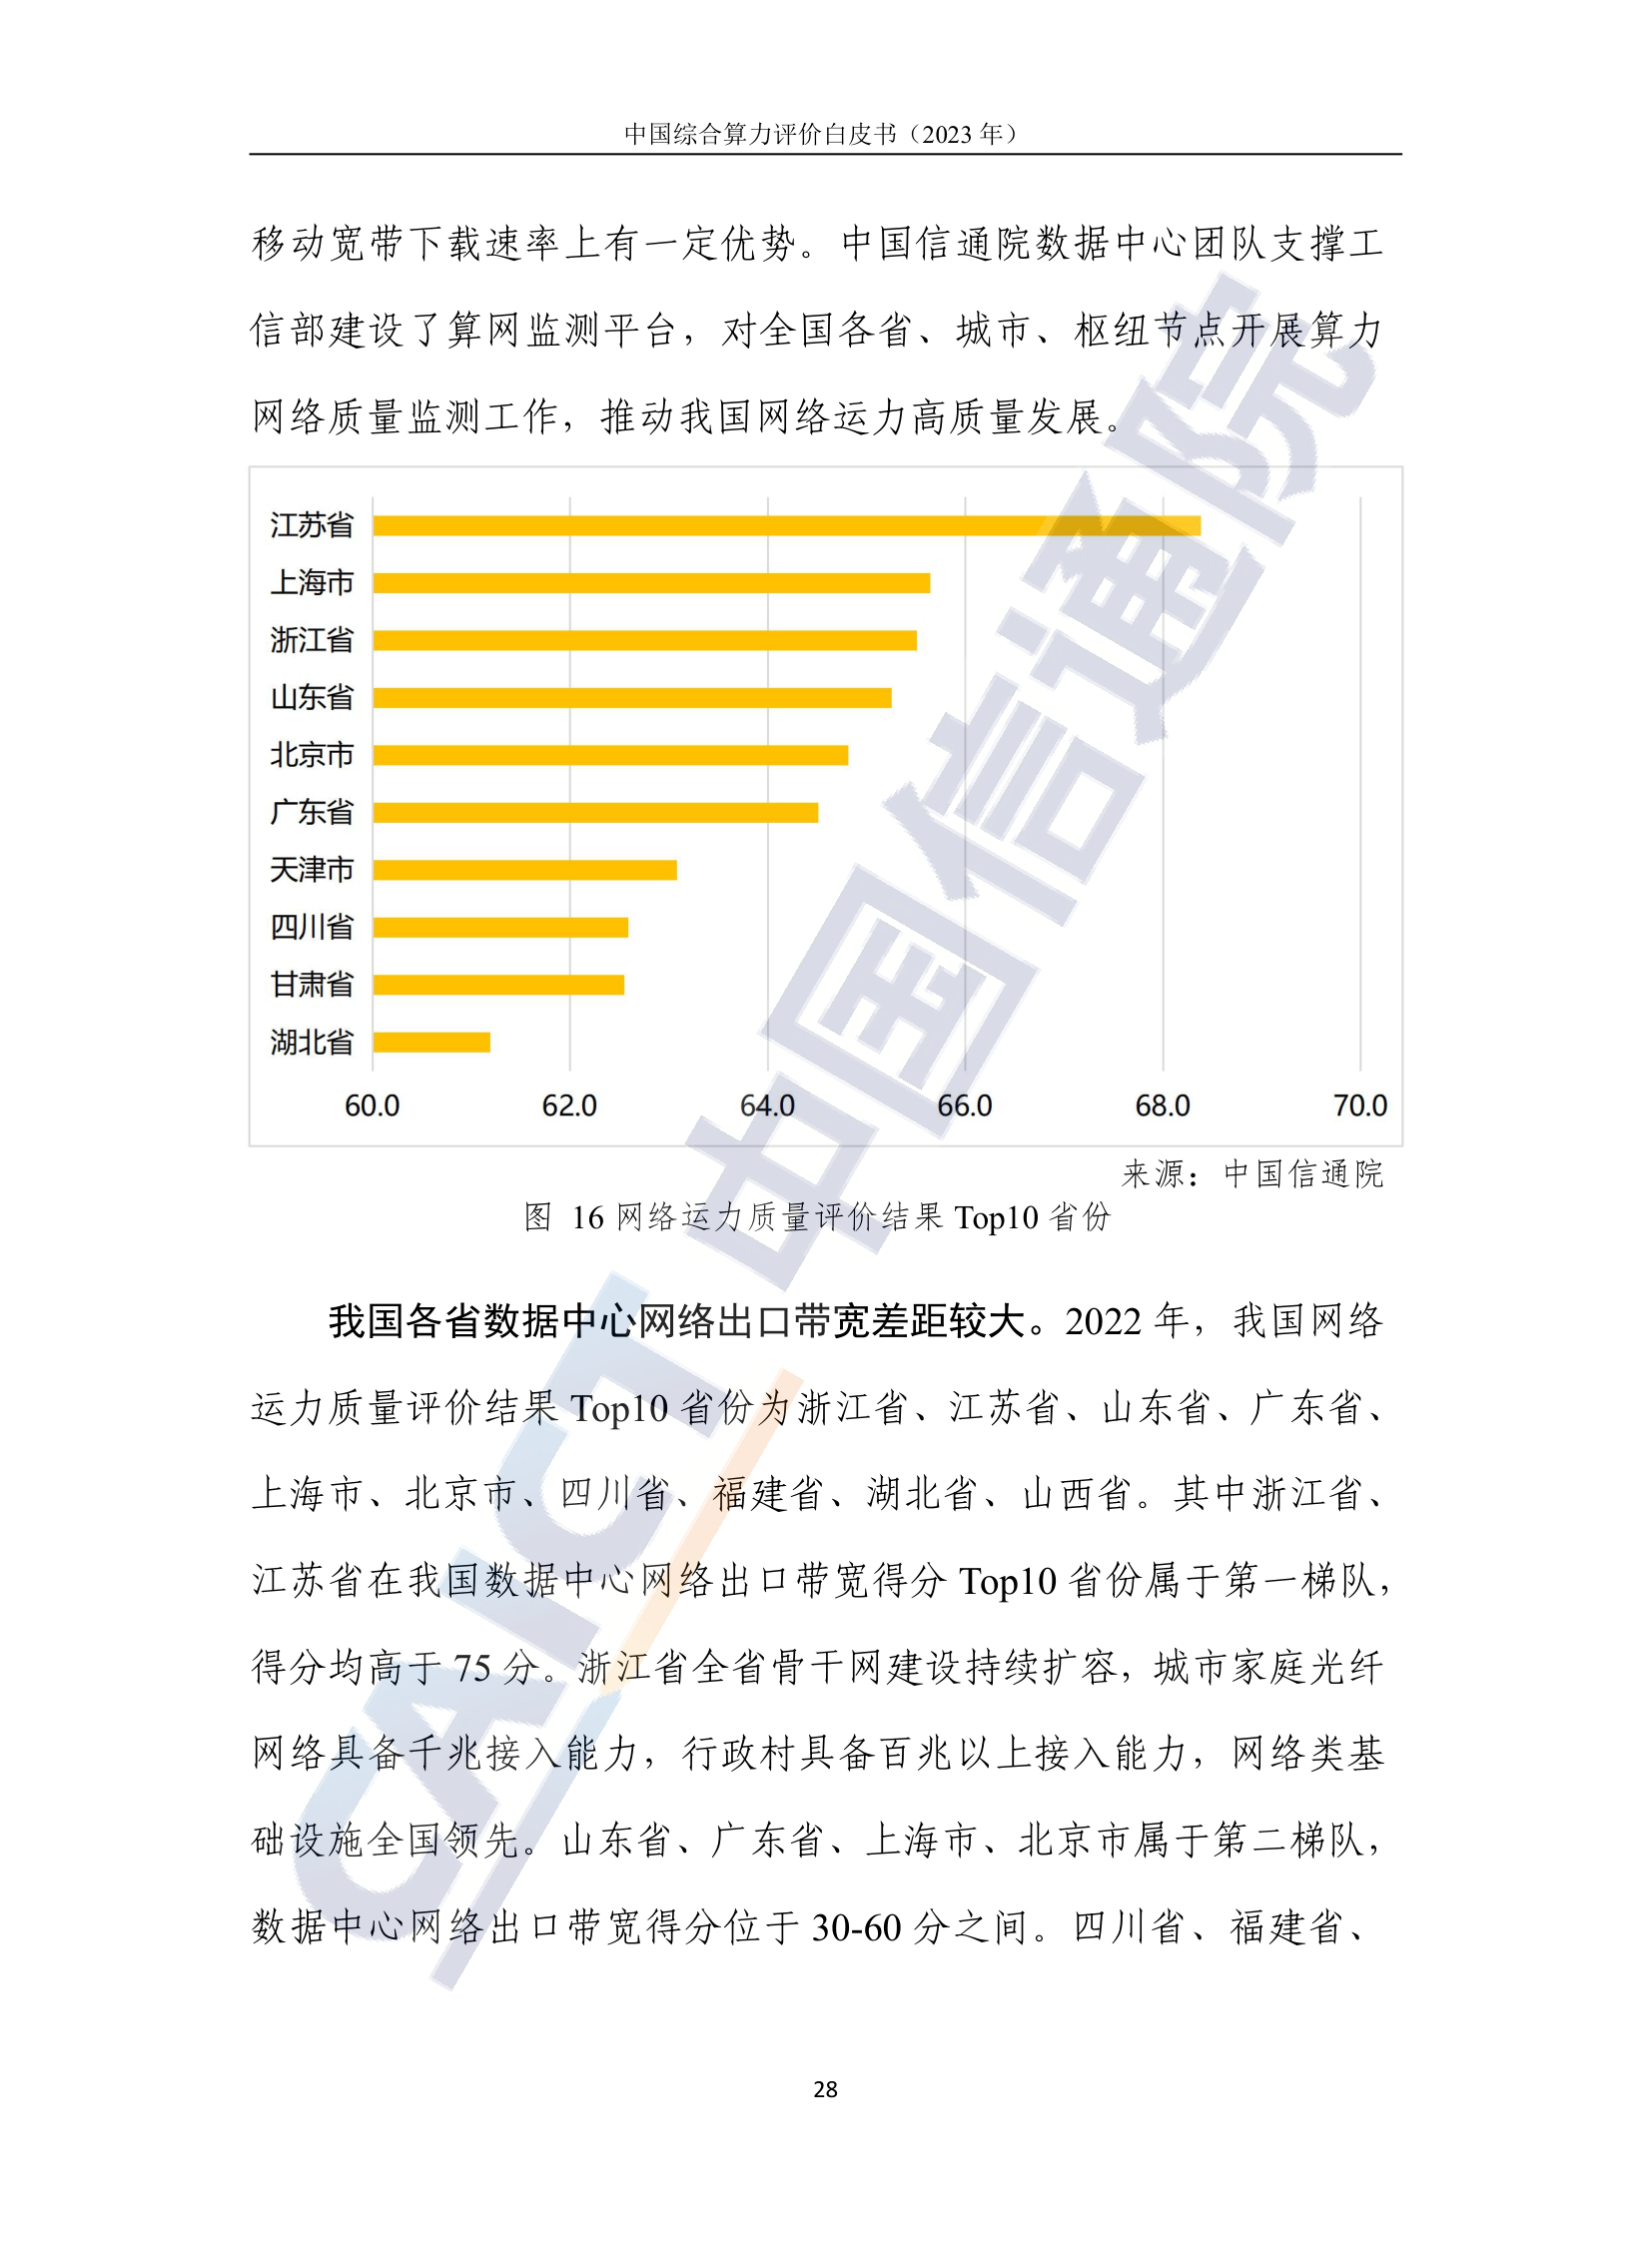 中国综合算力评价白皮书（2023 年）
移动宽带下载速率上有一定优势。中国信通院数据中心团队支撑工
信部建设了算网监测平台，对全国各省、城市、枢纽节点开展算力
网络质量监测工作，推动我国网络运力高质量发展。
江苏省
上海市
浙江省
山东省
北京市
广东省
天津市
四川省
甘肃省
湖北省
60.0 62.0 64.0 66.0 68.0 70.0
来源：中国信通院
图 16 网络运力质量评价结果 Top10 省份
我国各省数据中心网络出口带宽差距较大。2022 年，我国网络
运力质量评价结果 Top10 省份为浙江省、江苏省、山东省、广东省、
上海市、北京市、四川省、福建省、湖北省、山西省。其中浙江省、
江苏省在我国数据中心网络出口带宽得分 Top10 省份属于第一梯队，
得分均高于 75 分。浙江省全省骨干网建设持续扩容，城市家庭光纤
网络具备千兆接入能力，行政村具备百兆以上接入能力，网络类基
础设施全国领先。山东省、广东省、上海市、北京市属于第二梯队，
数据中心网络出口带宽得分位于 30-60 分之间。四川省、福建省、
28
CAICT 中国信通院